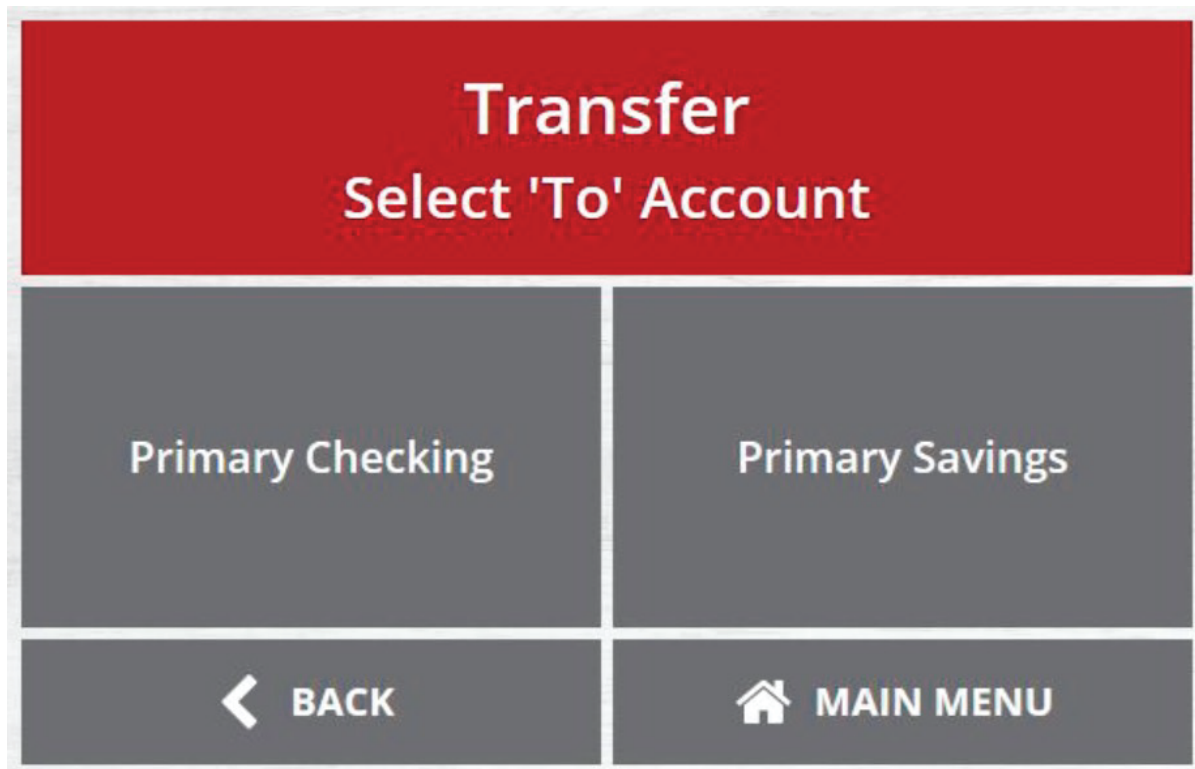 Transfer
Select 'To' Account
Primary Checking
Primary Savings
BACK
MAIN MENU